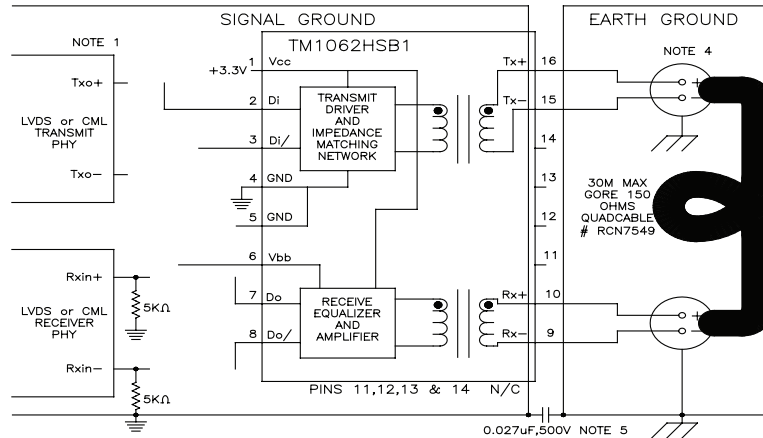 SIGNAL GROUND
EARTH GROUND
NOTE 1
TM1062HSB1
NOTE 4
1 Vcc
+3.3V
Tx+ 16
Txo+
LVDS or CML
TRANSMIT
PHY
Txo-
2 Di
3 Di/
4 GND
5 GND
TRANSMIT
DRIVER
AND
IMPEDANCE
MATCHING
NETWORK
Tx- 15
14
13
12
11
+
-
30M MAX
GORE 150
OHMS
QUADCABLE
# RCN7549
6 Vbb
7 Do
8 Do/
RECEIVE
EQUALIZER
AND
AMPLIFIER
Rx+ 10
Rx- 9
+
-
Rxin+
5KΩ
LVDS or CML
RECEIVER
PHY
Rxin-
5KΩ
PINS 11,12,13 & 14 N/C
0.027uF,500V NOTE 5